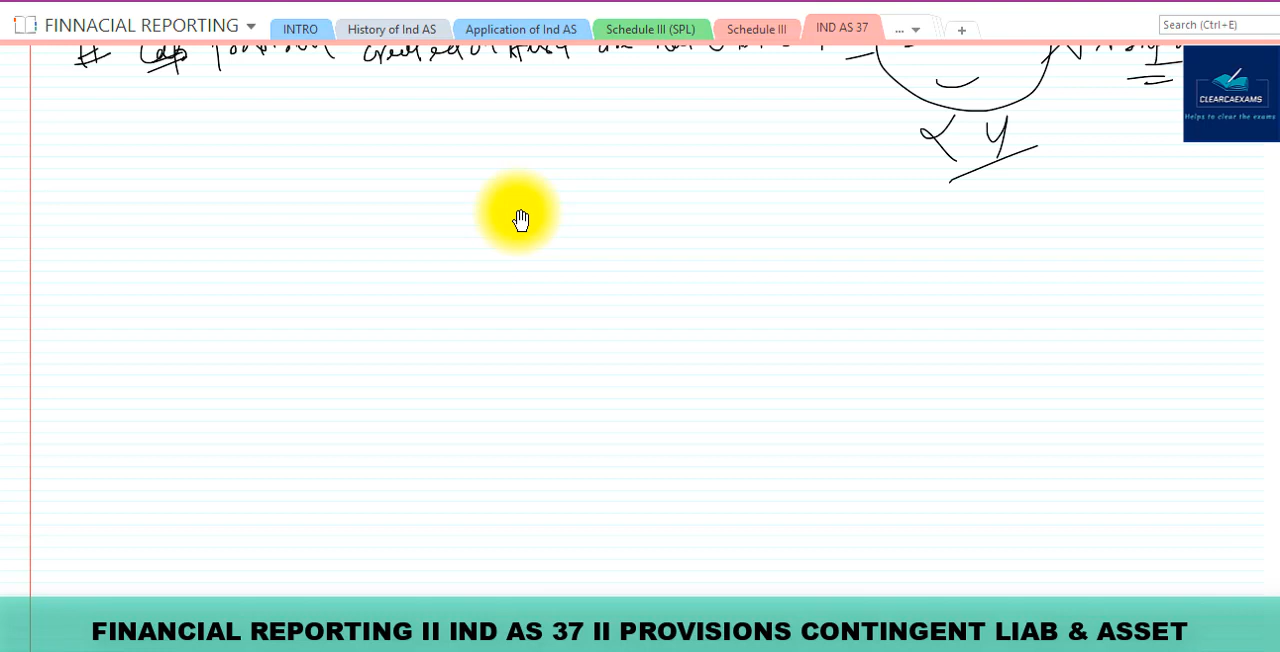 FINNACIAL REPORTING
INTRO
History of Ind AS
Application of Ind AS
Schedule III (SPL)
Schedule III
IND AS 37
...
+
Search (Ctrl+E)
#
CLEARCAEXAMS
Helps to clear the exams
FINANCIAL REPORTING II IND AS 37 II PROVISIONS CONTINGENT LIAB & ASSET